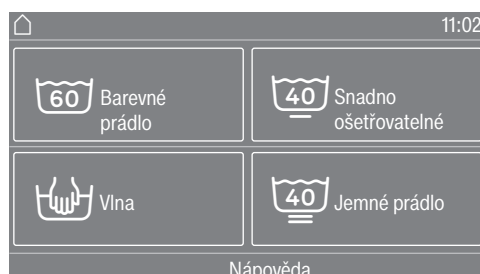 11:02
60 Barevné
prádlo
40 Snadno
ošetřovatelné
Vlna
40 Jemné prádlo
Nápověda